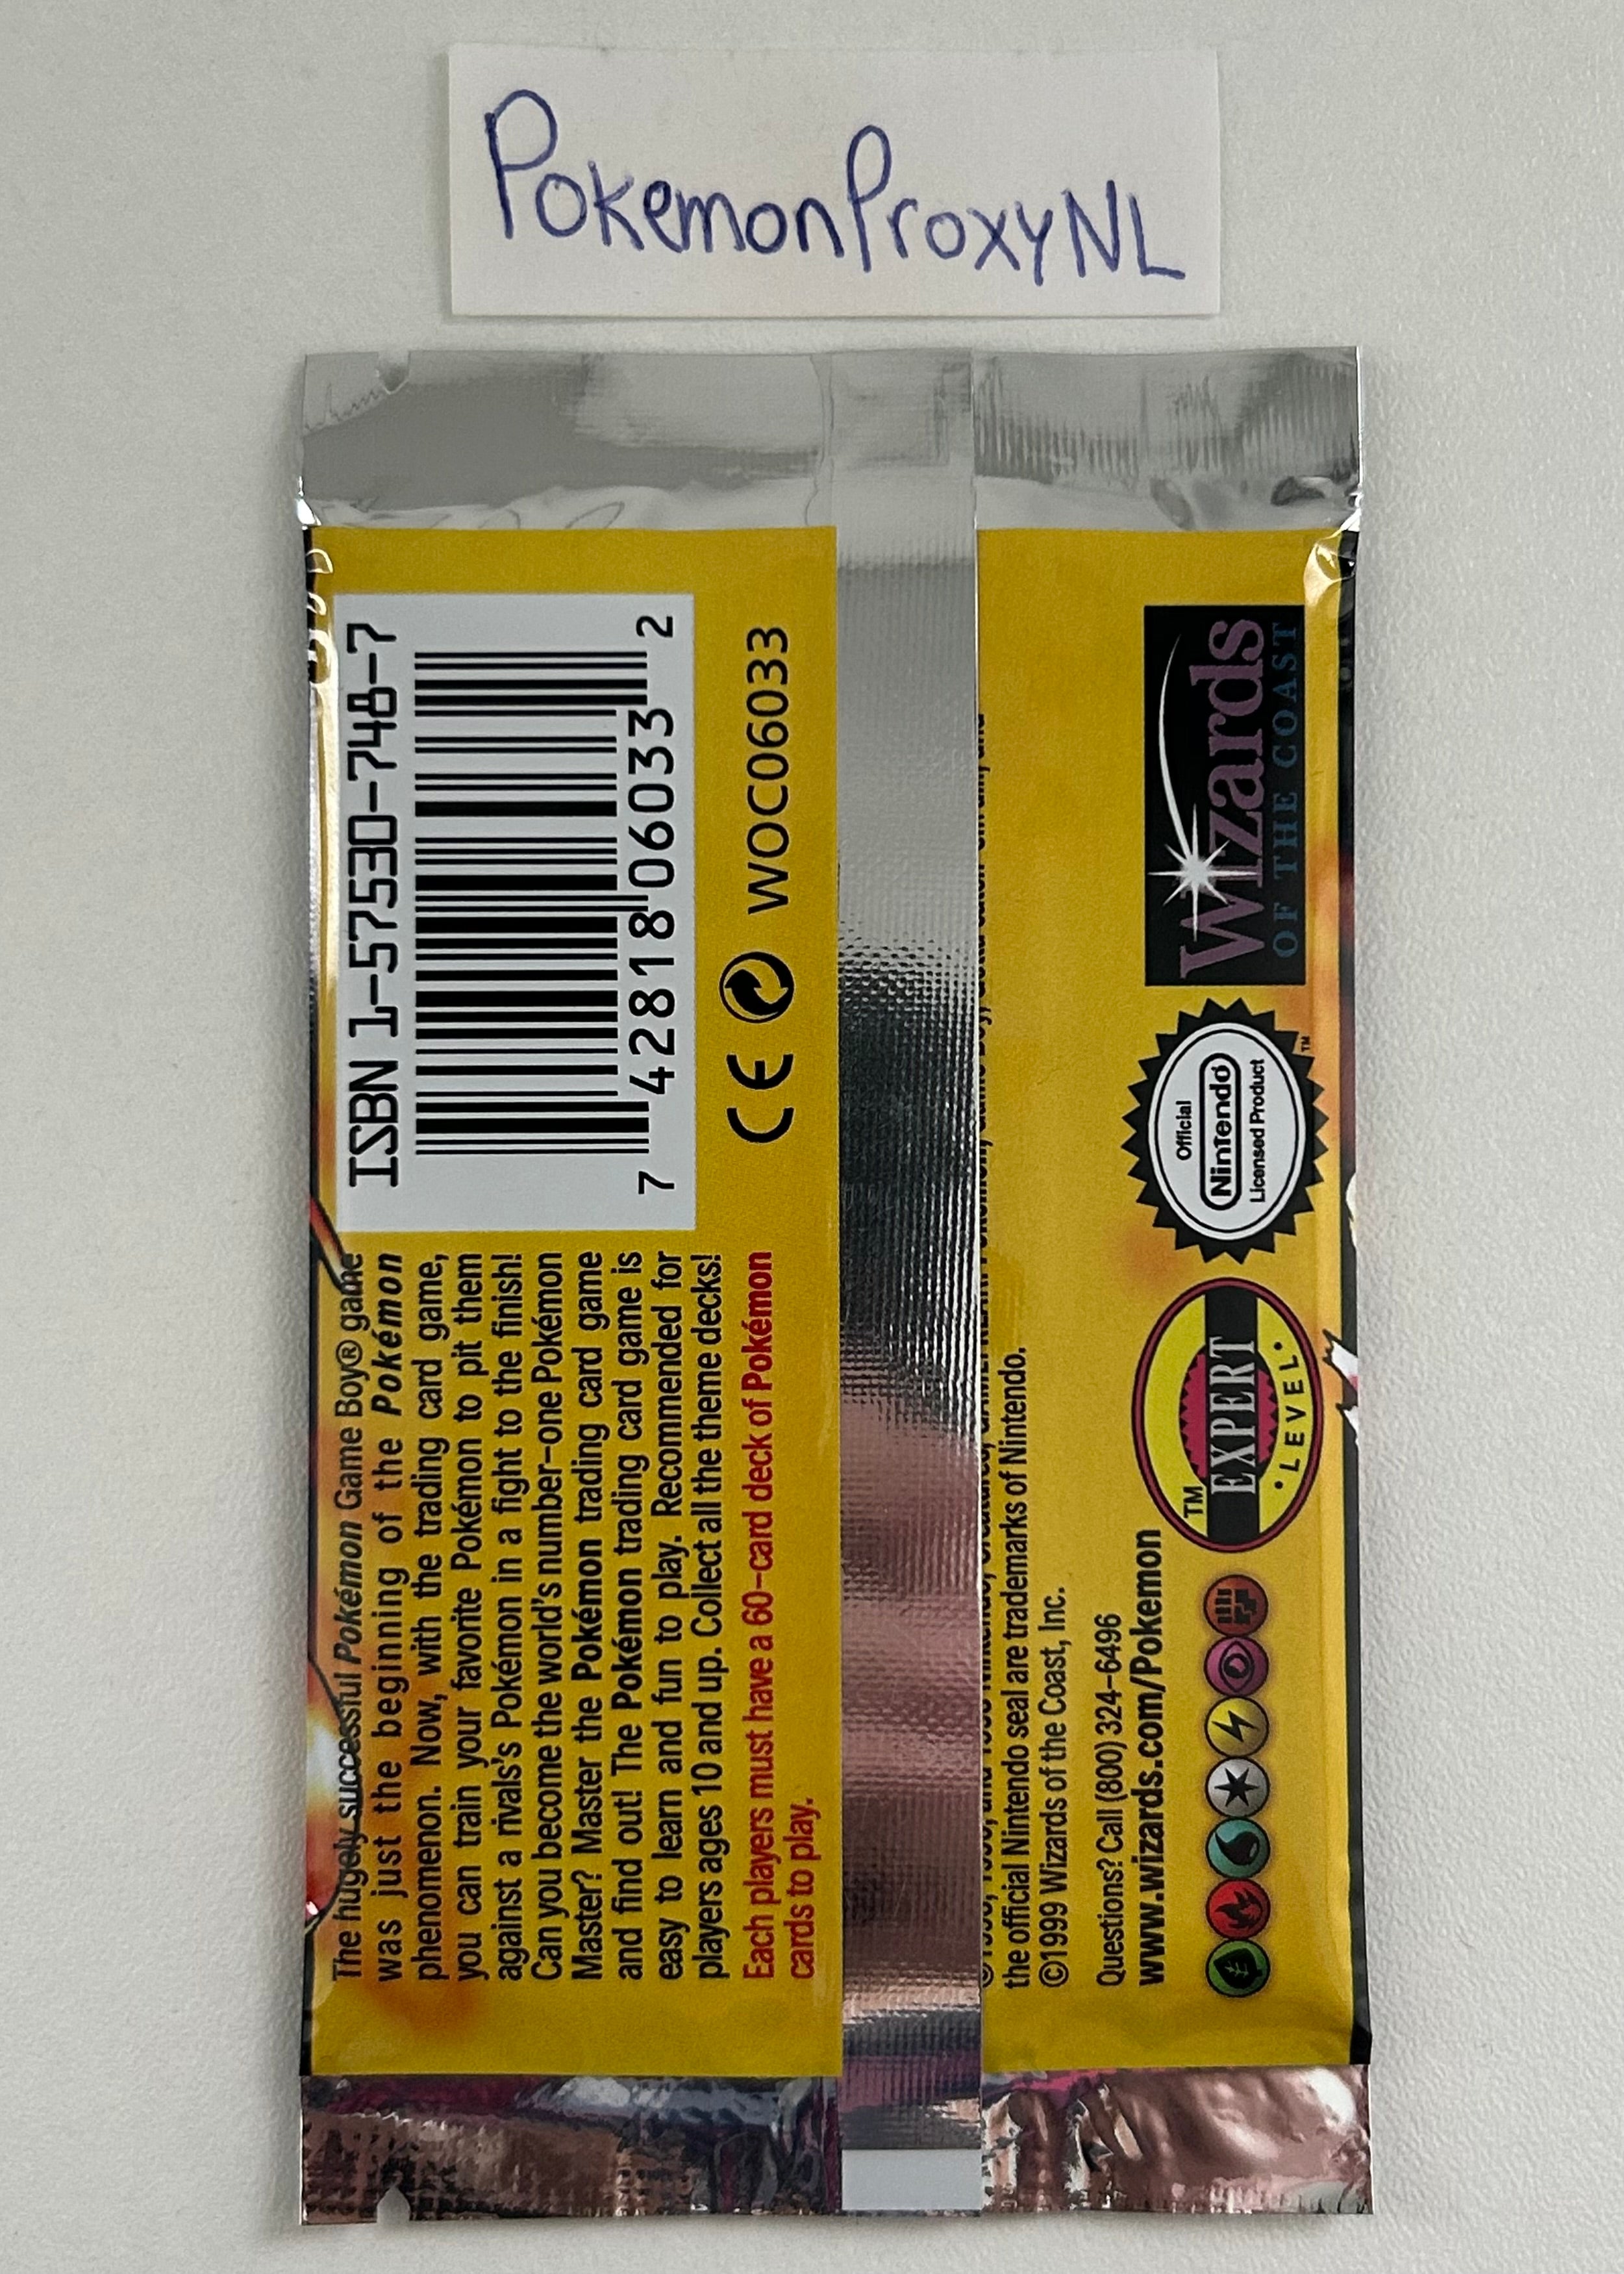 PokemonProxyNL
ISBN 1-57530-748-7
7 42818 06033 2
CE WOC06033
The hugely successful Pokémon Game Boy® game
was just the beginning of the Pokémon
phenomenon. Now, with the trading card game,
you can train your favorite Pokémon to pit them
against a rivals's Pokémon in a fight to the finish!
Can you become the world's number-one Pokémon
Master? Master the Pokémon trading card game
and find out! The Pokémon trading card game is
easy to learn and fun to play. Recommended for
players ages 10 and up. Collect all the theme decks!
Each players must have a 60-card deck of Pokémon
cards to play.
the official Nintendo seal are trademarks of Nintendo.
©1999 Wizards of the Coast, Inc.
Questions? Call (800) 324-6496
www.wizards.com/Pokemon
TM
EXPERT
LEVEL
Official
Nintendo
Licensed Product
TM
Wizards
OF THE COAST